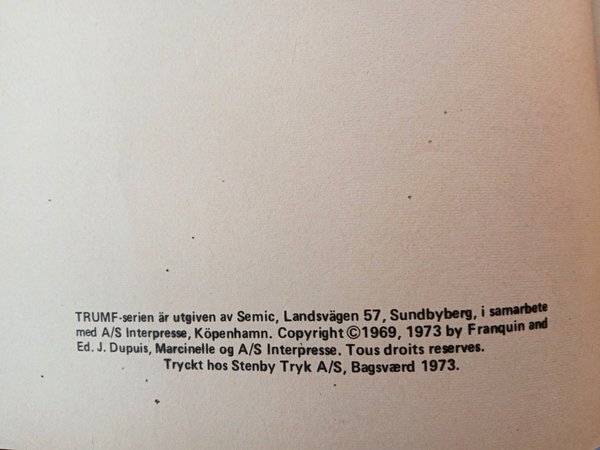 TRUMF-serien är utgiven av Semic, Landsvägen 57, Sundbyberg, i samarbete
med A/S Interpresse, Köpenhamn. Copyright ©1969, 1973 by Franquin and
Ed. J. Dupuis, Marcinelle og A/S Interpresse. Tous droits reserves.
Tryckt hos Stenby Tryk A/S, Bagsværd 1973.